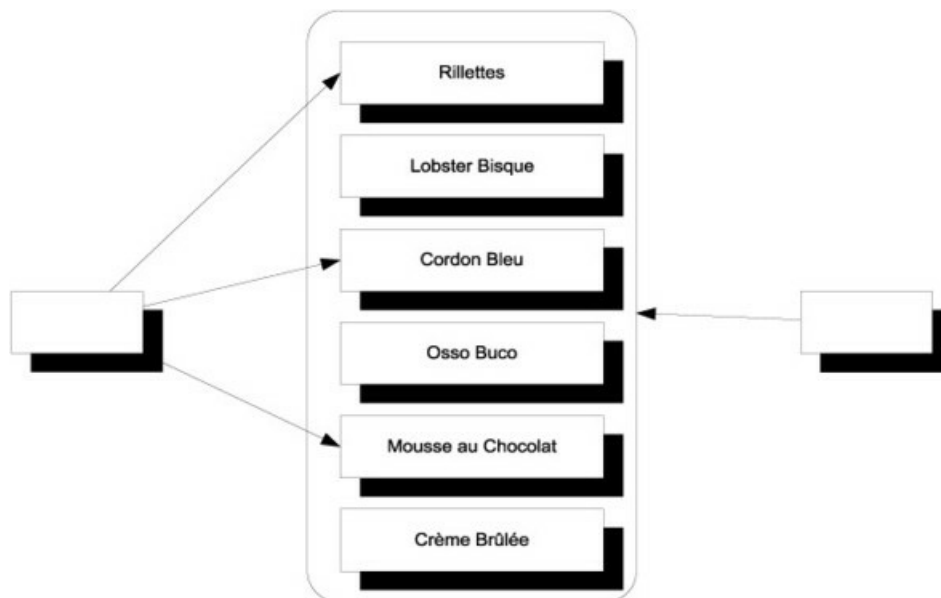 Rillettes
Lobster Bisque
Cordon Bleu
Osso Buco
Mousse au Chocolat
Crème Brûlée